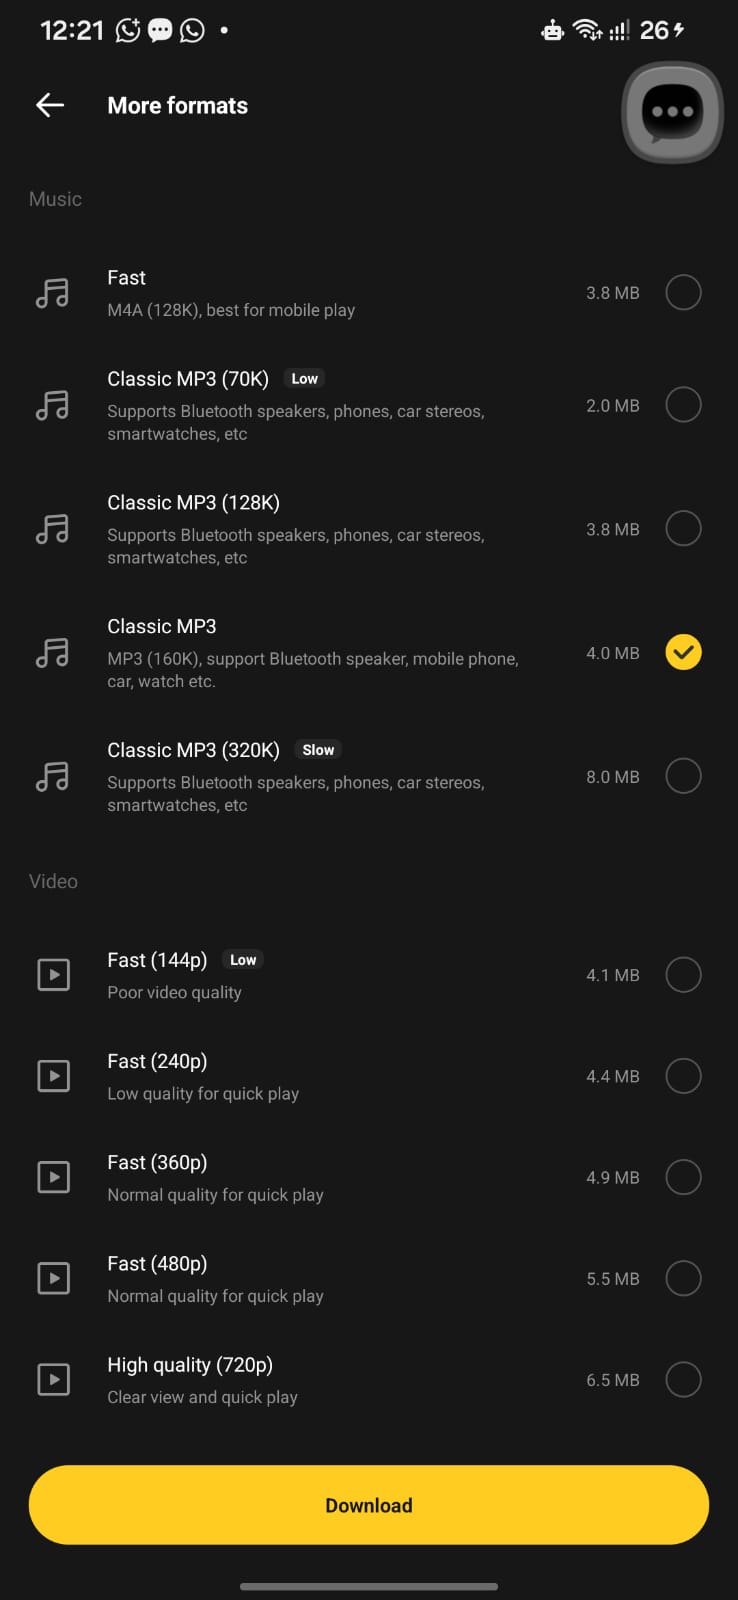 12:21
26
More formats
Music
Fast
M4A (128K), best for mobile play
3.8 MB
Classic MP3 (70K) Low
Supports Bluetooth speakers, phones, car stereos,
smartwatches, etc
2.0 MB
Classic MP3 (128K)
Supports Bluetooth speakers, phones, car stereos,
smartwatches, etc
3.8 MB
Classic MP3
MP3 (160K), support Bluetooth speaker, mobile phone,
car, watch etc.
4.0 MB
Classic MP3 (320K) Slow
Supports Bluetooth speakers, phones, car stereos,
smartwatches, etc
8.0 MB
Video
Fast (144p) Low
Poor video quality
4.1 MB
Fast (240p)
Low quality for quick play
4.4 MB
Fast (360p)
Normal quality for quick play
4.9 MB
Fast (480p)
Normal quality for quick play
5.5 MB
High quality (720p)
Clear view and quick play
6.5 MB
Download